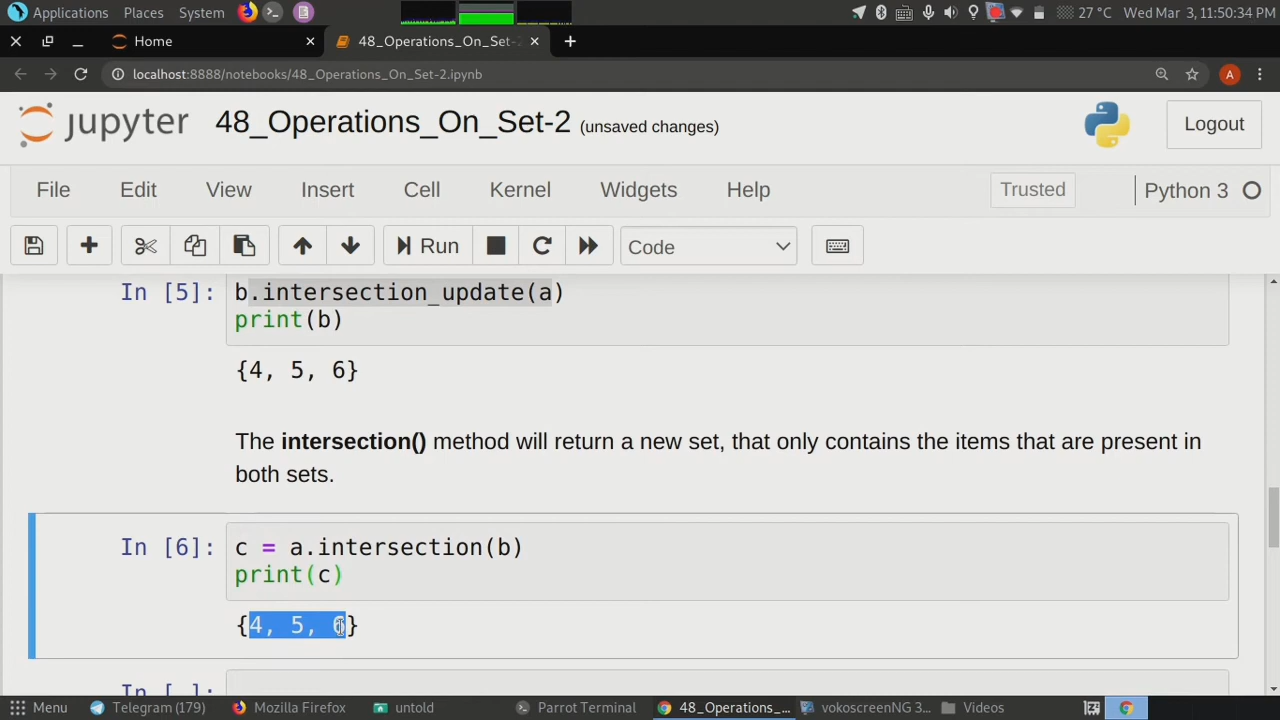 Applications Places System 27 °C Wed Mar 3, 11:50:34 PM
Home 48_Operations_On_Set-2
localhost:8888/notebooks/48_Operations_On_Set-2.ipynb A
jupyter 48_Operations_On_Set-2 (unsaved changes) Logout
File Edit View Insert Cell Kernel Widgets Help Trusted Python 3
Run Code
In [5]: b.intersection_update(a)
print(b)
{4, 5, 6}
The intersection() method will return a new set, that only contains the items that are present in
both sets.
In [6]: c = a.intersection(b)
print(c)
{4, 5, 6}
In [ ]:
Menu Telegram (179) Mozilla Firefox untold Parrot Terminal 48_Operations_... vokoscreenNG 3... Videos